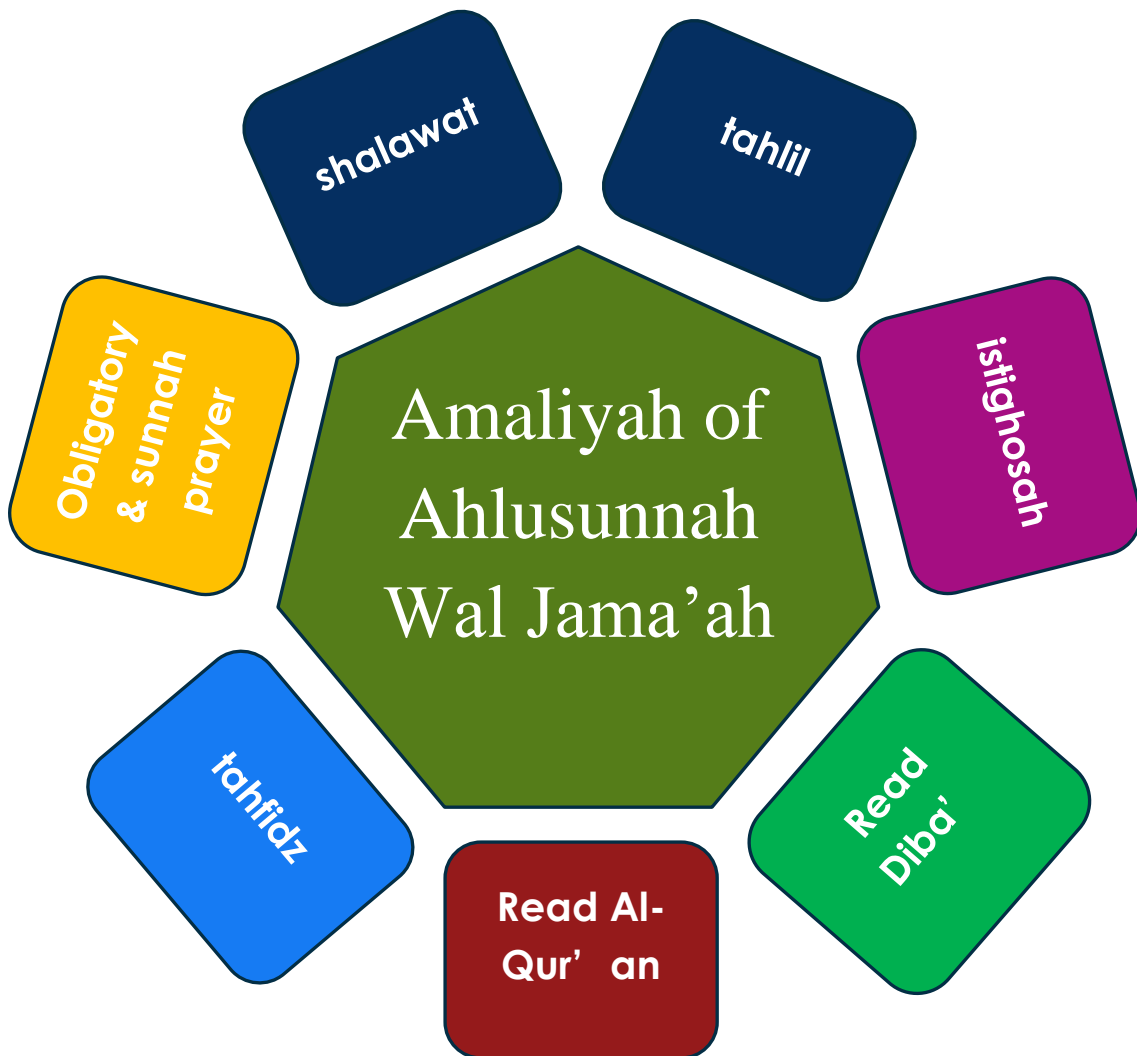 shalawat
tahlil
istighosah
Read
Diba’
Read Al-
Qur’ an
tahfidz
Obligatory
& sunnah
prayer
Amaliyah of
Ahlusunnah
Wal Jama’ah